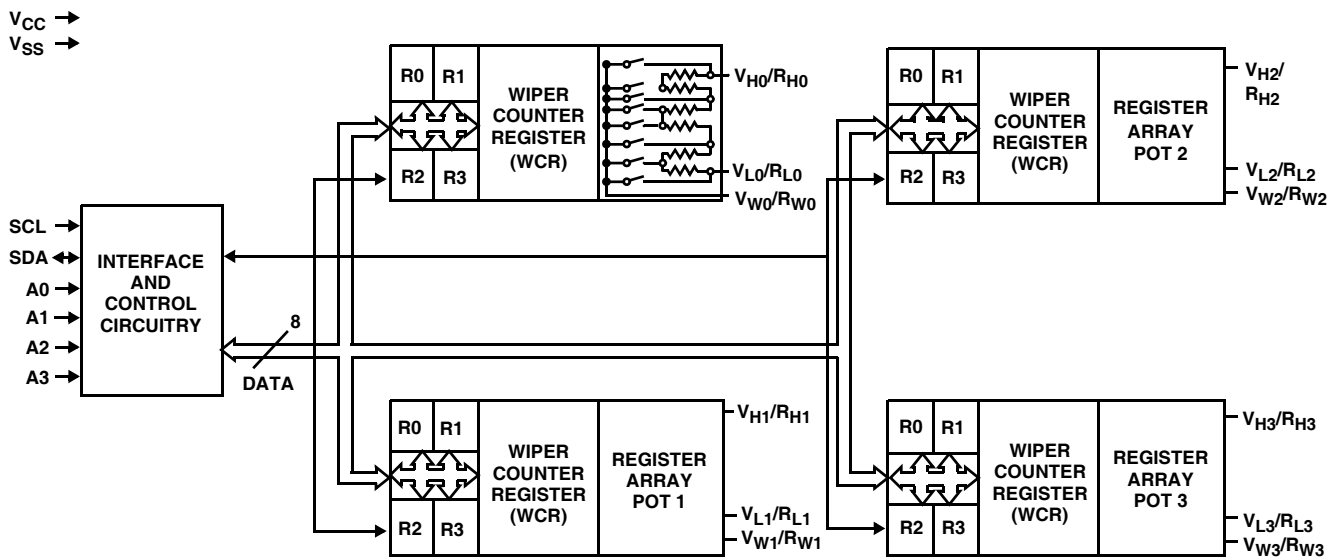 VCC
VSS
R0 R1
R2 R3
WIPER
COUNTER
REGISTER
(WCR)
VH0/RH0
VL0/RL0
VW0/RW0
R0 R1
R2 R3
WIPER
COUNTER
REGISTER
(WCR)
REGISTER
ARRAY
POT 2
VH2/
RH2
VL2/RL2
VW2/RW2
SCL
SDA
A0
A1
A2
A3
INTERFACE
AND
CONTROL
CIRCUITRY
8
DATA
R0 R1
R2 R3
WIPER
COUNTER
REGISTER
(WCR)
REGISTER
ARRAY
POT 1
VH1/RH1
VL1/RL1
VW1/RW1
R0 R1
R2 R3
WIPER
COUNTER
REGISTER
(WCR)
REGISTER
ARRAY
POT 3
VH3/RH3
VL3/RL3
VW3/RW3